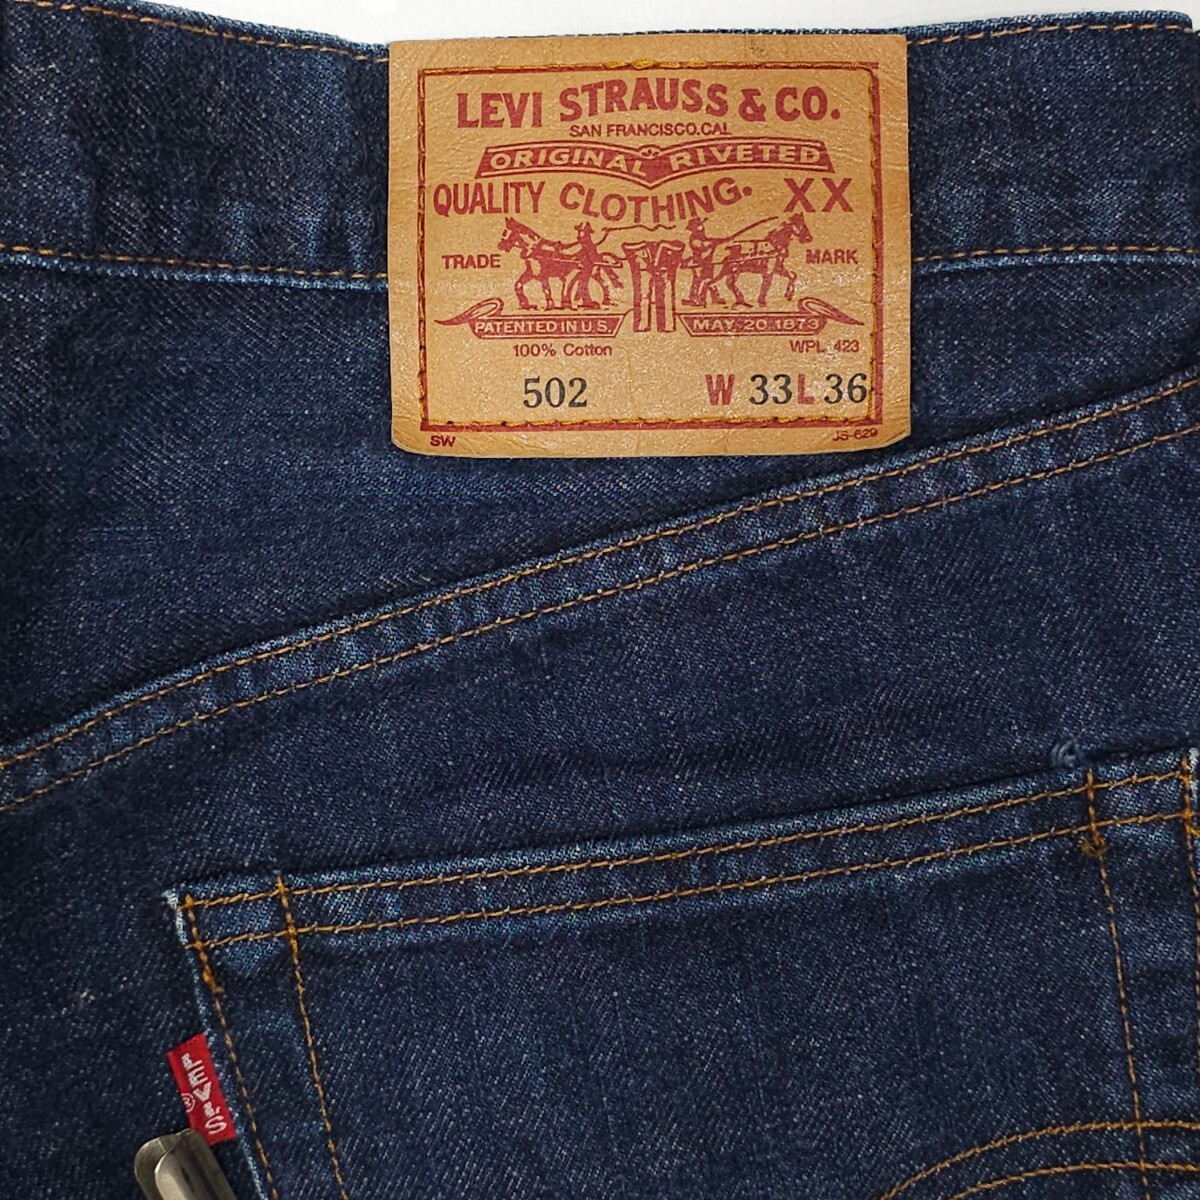 LEVI STRAUSS & CO.
SAN FRANCISCO.CAL
ORIGINAL RIVETED
QUALITY CLOTHING. XX
TRADE MARK
PATENTED IN U.S. MAY 20 1873
100% Cotton WPL 423
502 W 33 L 36
SW JS-629
LEVI'S
®